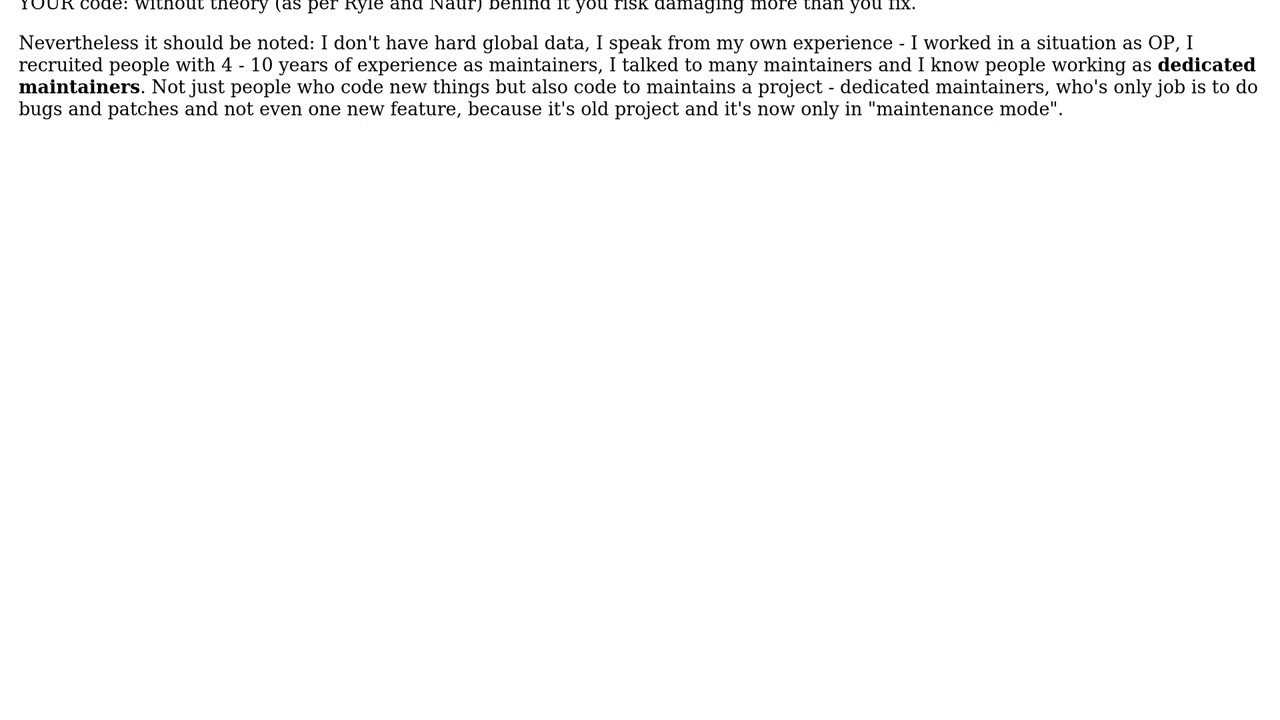 YOUR code: without theory (as per Ryle and Naur) behind it you risk damaging more than you fix.
Nevertheless it should be noted: I don't have hard global data, I speak from my own experience - I worked in a situation as OP, I
recruited people with 4 - 10 years of experience as maintainers, I talked to many maintainers and I know people working as dedicated
maintainers. Not just people who code new things but also code to maintains a project - dedicated maintainers, who's only job is to do
bugs and patches and not even one new feature, because it's old project and it's now only in "maintenance mode".